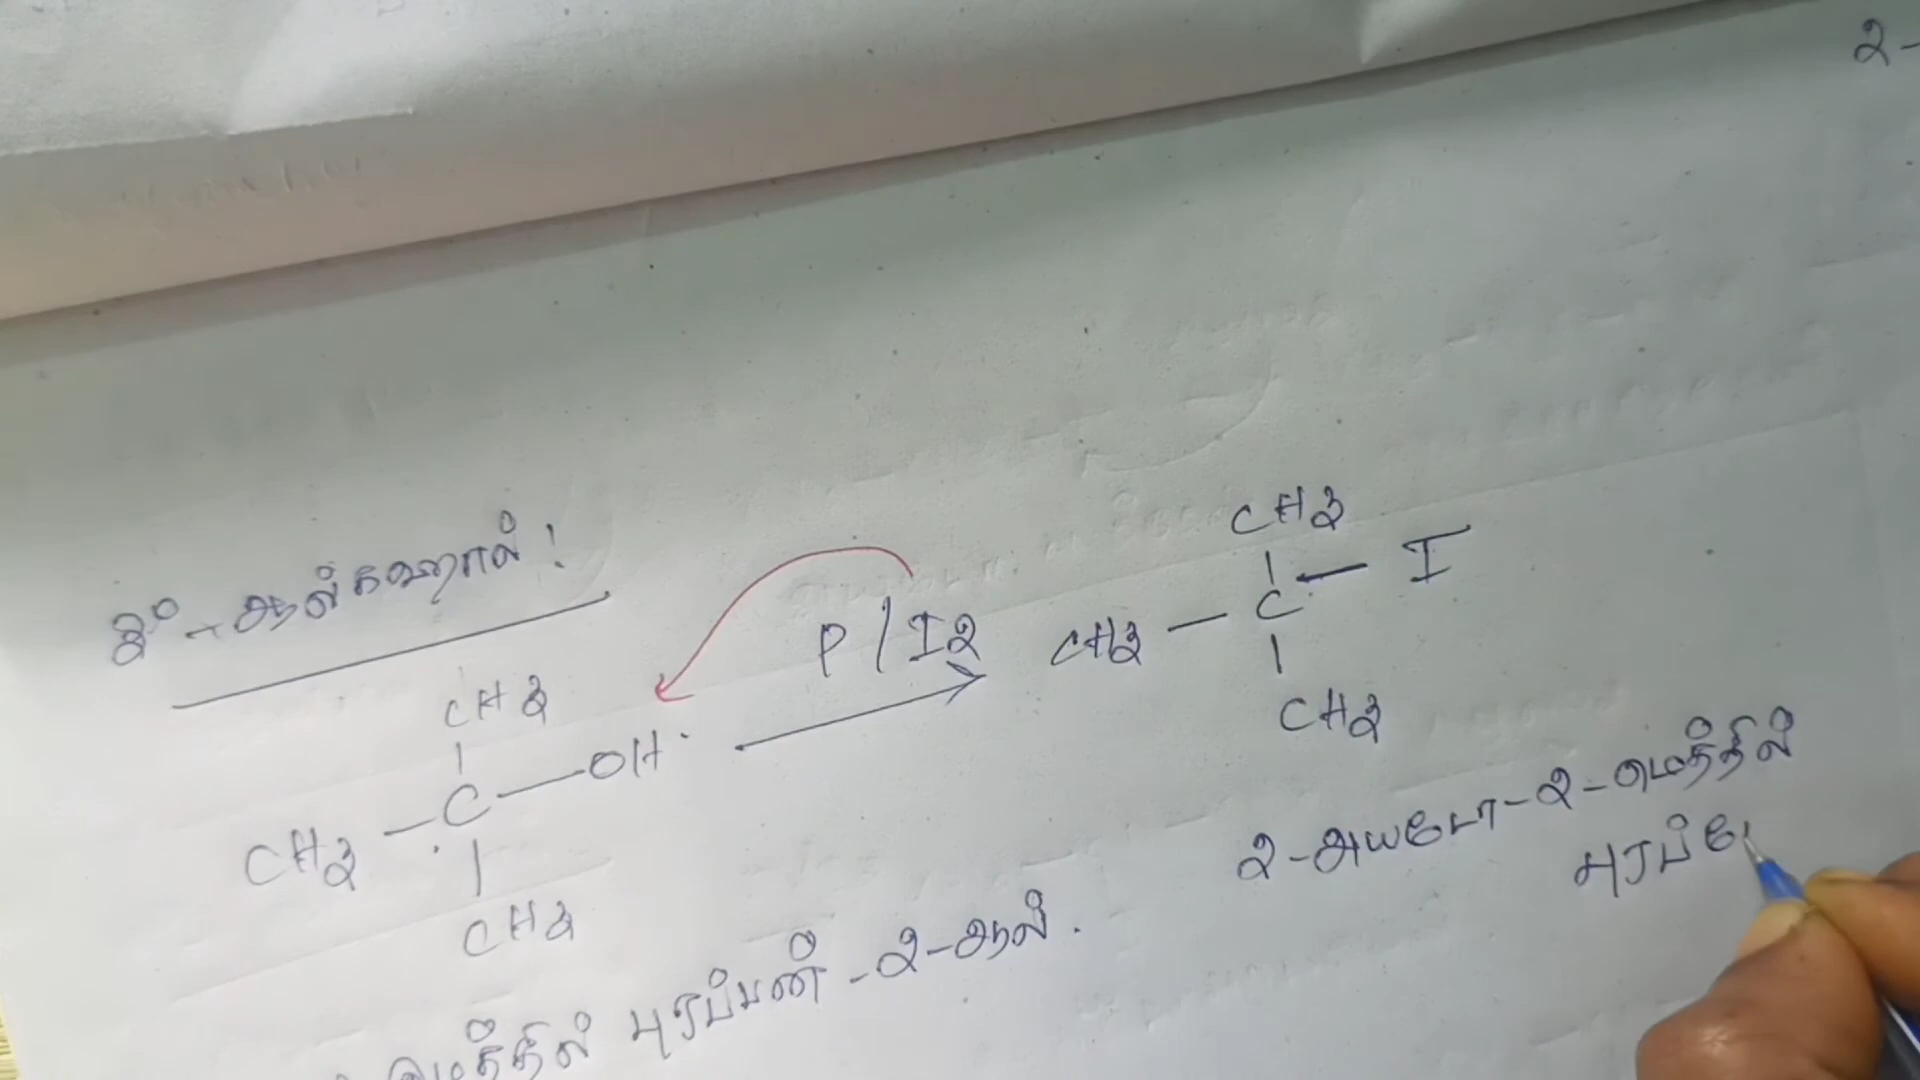 2-
3° - ஆல்கஹால் !
CH3
|
CH3 — C — OH
|
CH3
P / I2
CH3
|
CH3 — C — I
|
CH3
மெத்தில் புரப்பன் - 2 - ஆல் .
2 - அயடோ - 2 - மெத்தில்
புரப்பே